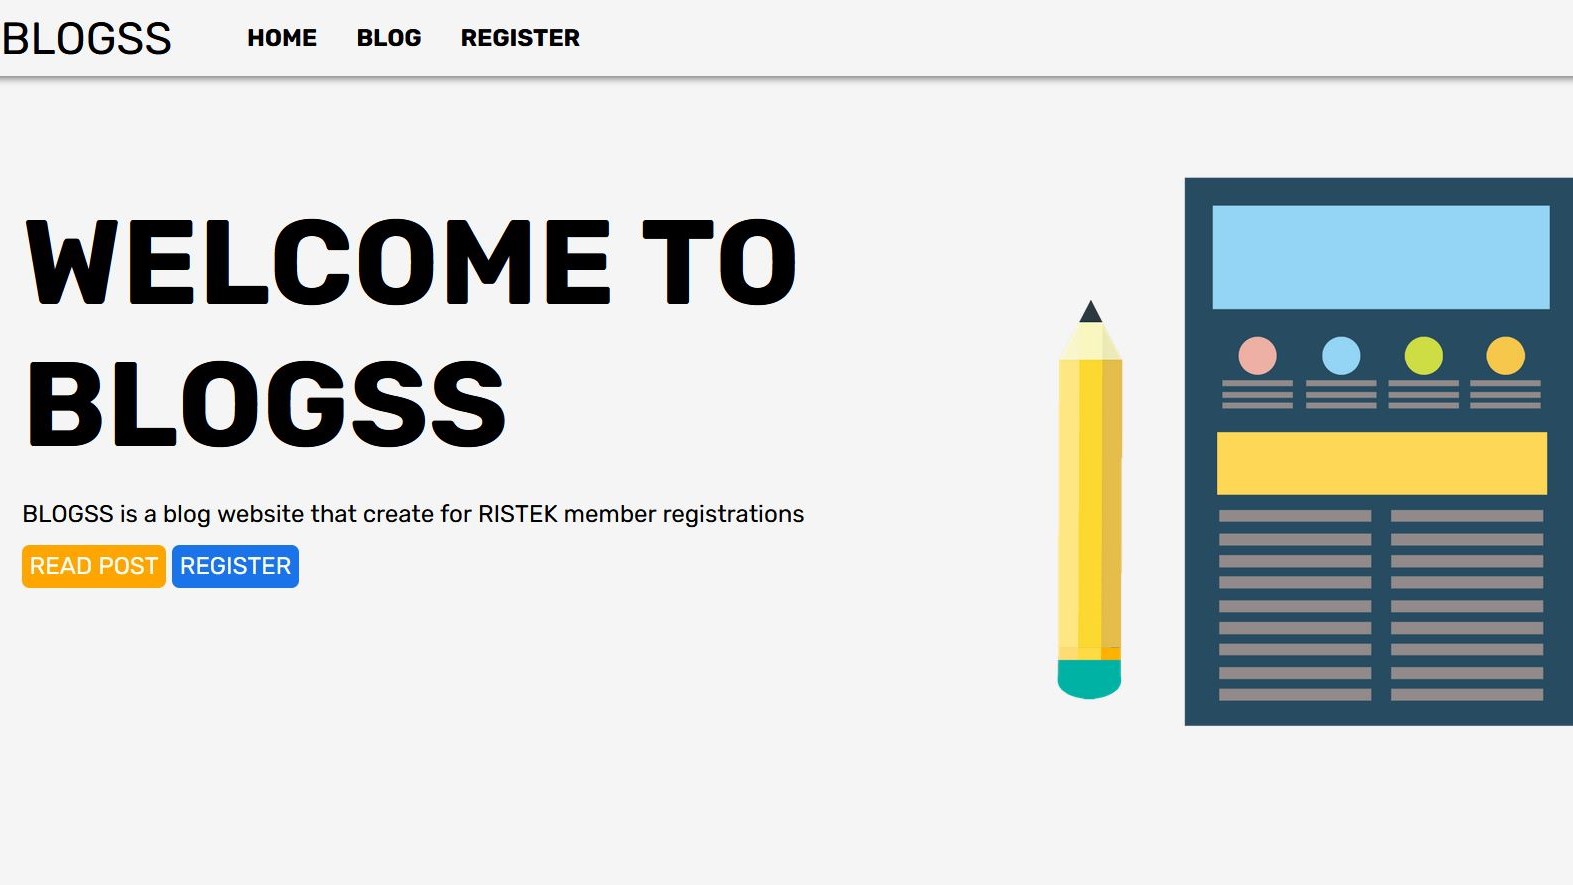 BLOGSS HOME BLOG REGISTER
WELCOME TO
BLOGSS
BLOGSS is a blog website that create for RISTEK member registrations
READ POST REGISTER